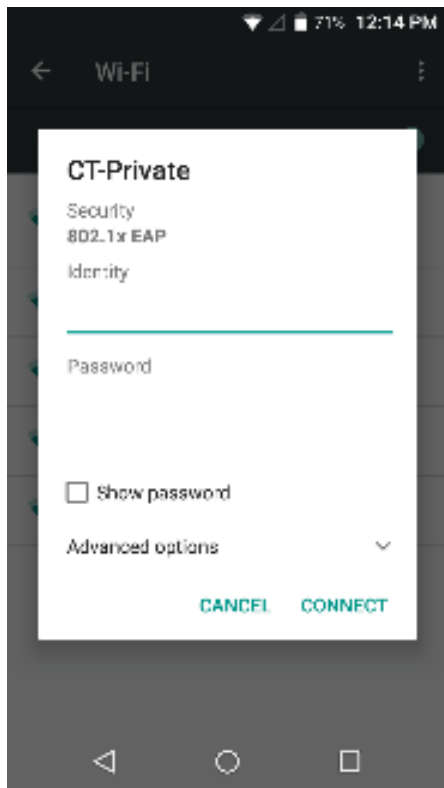 71% 12:14 PM
Wi-Fi
CT-Private
Security
802.1x EAP
Identity
Password
Show password
Advanced options
CANCEL CONNECT